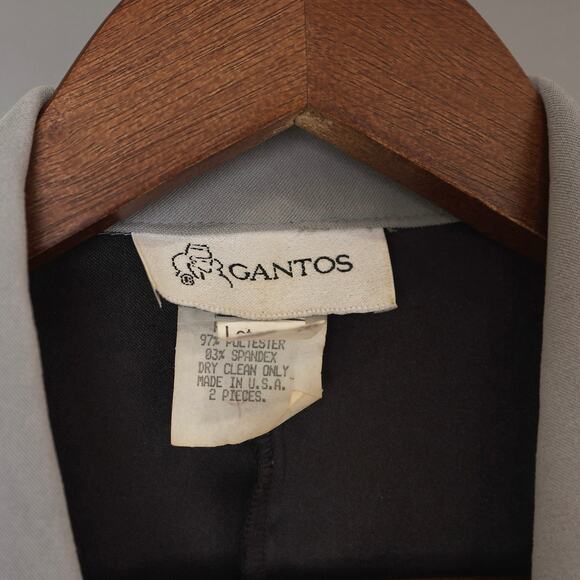 GANTOS
97% POLYESTER
03% SPANDEX
DRY CLEAN ONLY
MADE IN U.S.A.
2 PIECES.